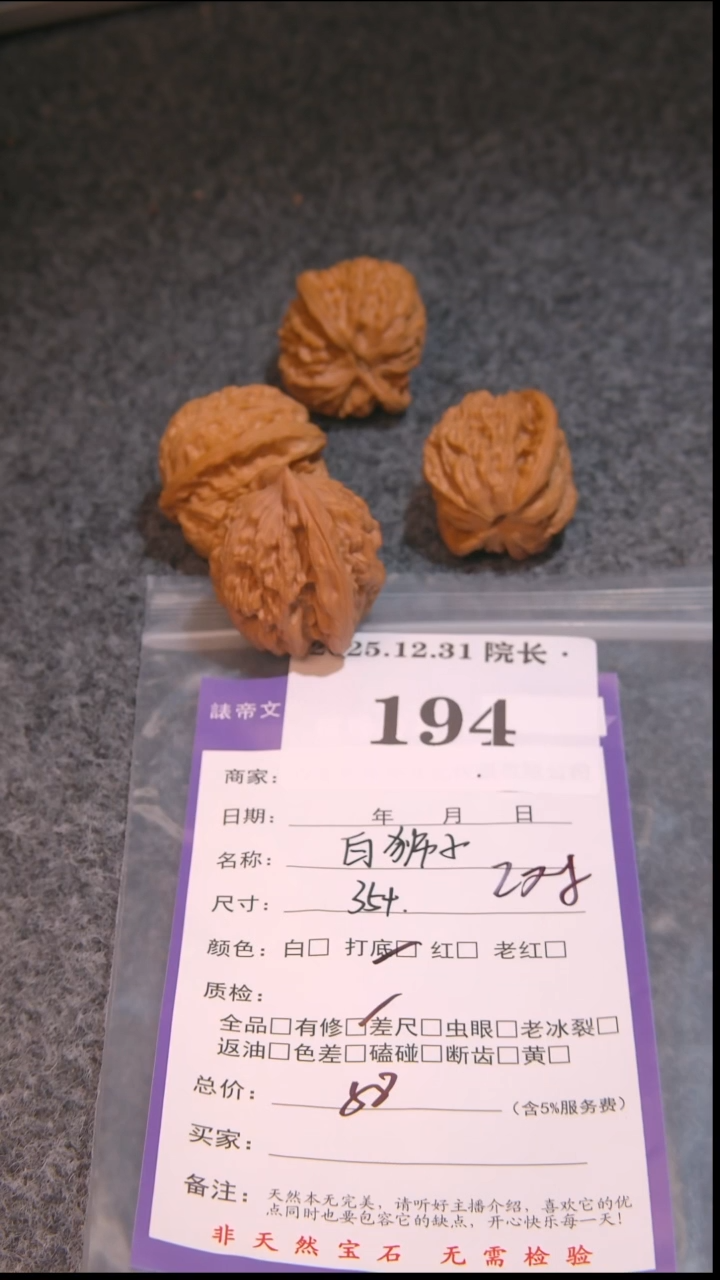 25.12.31 院长·
194
錶帝文
商家：
日期： 年 月 日
名称： 白狮子
尺寸： 35+.
颜色：白□ 打底□ 红□ 老红□
质检：
全品□有修□差尺□虫眼□老冰裂□
返油□色差□磕碰□断齿□黄□
总价： 88 （含5%服务费）
买家：
备注： 天然本无完美，请听好主播介绍，喜欢它的优
点同时也要包容它的缺点，开心快乐每一天！
非天然宝石 无需检验